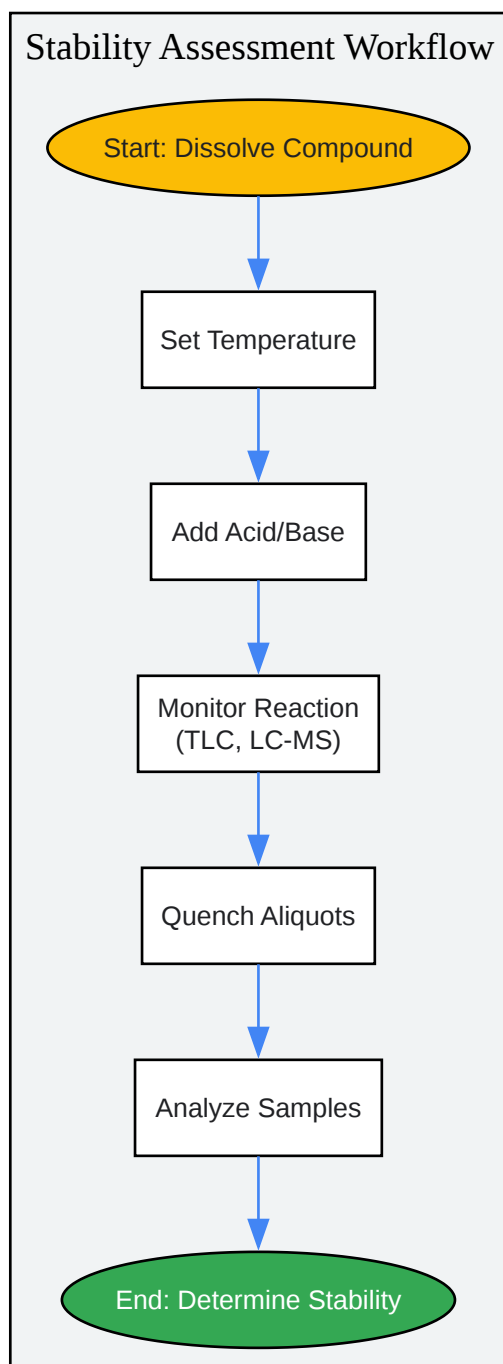 Stability Assessment Workflow
Start: Dissolve Compound
Set Temperature
Add Acid/Base
Monitor Reaction
(TLC, LC-MS)
Quench Aliquots
Analyze Samples
End: Determine Stability